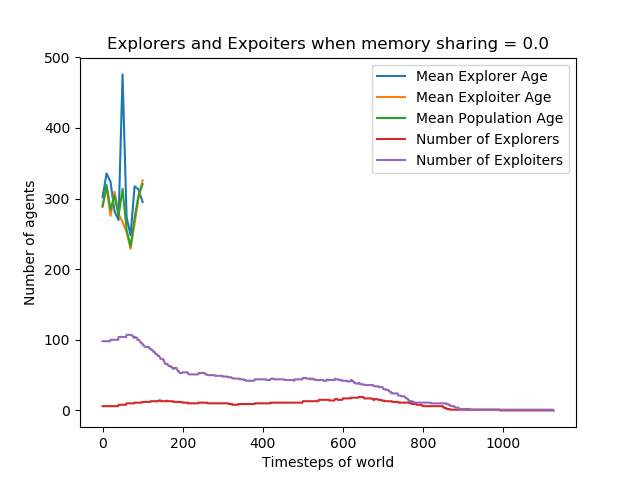 Explorers and Expoiters when memory sharing = 0.0
500
400
300
200
100
0
Number of agents
Mean Explorer Age
Mean Exploiter Age
Mean Population Age
Number of Explorers
Number of Exploiters
0 200 400 600 800 1000
Timesteps of world